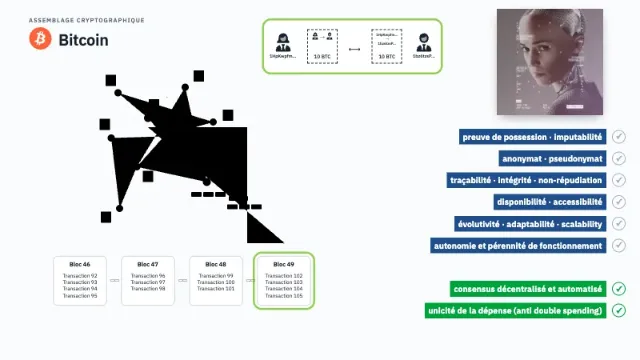 ASSEMBLAGE CRYPTOGRAPHIQUE
Bitcoin
10 BTC
10 BTC
preuve de possession · imputabilité
anonymat · pseudonymat
traçabilité · intégrité · non-répudiation
disponibilité · accessibilité
évolutivité · adaptabilité · scalability
autonomie et pérennité de fonctionnement
Bloc 46
Transaction 92
Transaction 93
Transaction 94
Transaction 95
Bloc 47
Transaction 96
Transaction 97
Transaction 98
Bloc 48
Transaction 99
Transaction 100
Transaction 101
Bloc 49
Transaction 102
Transaction 103
Transaction 104
Transaction 105
consensus décentralisé et automatisé
unicité de la dépense (anti double spending)